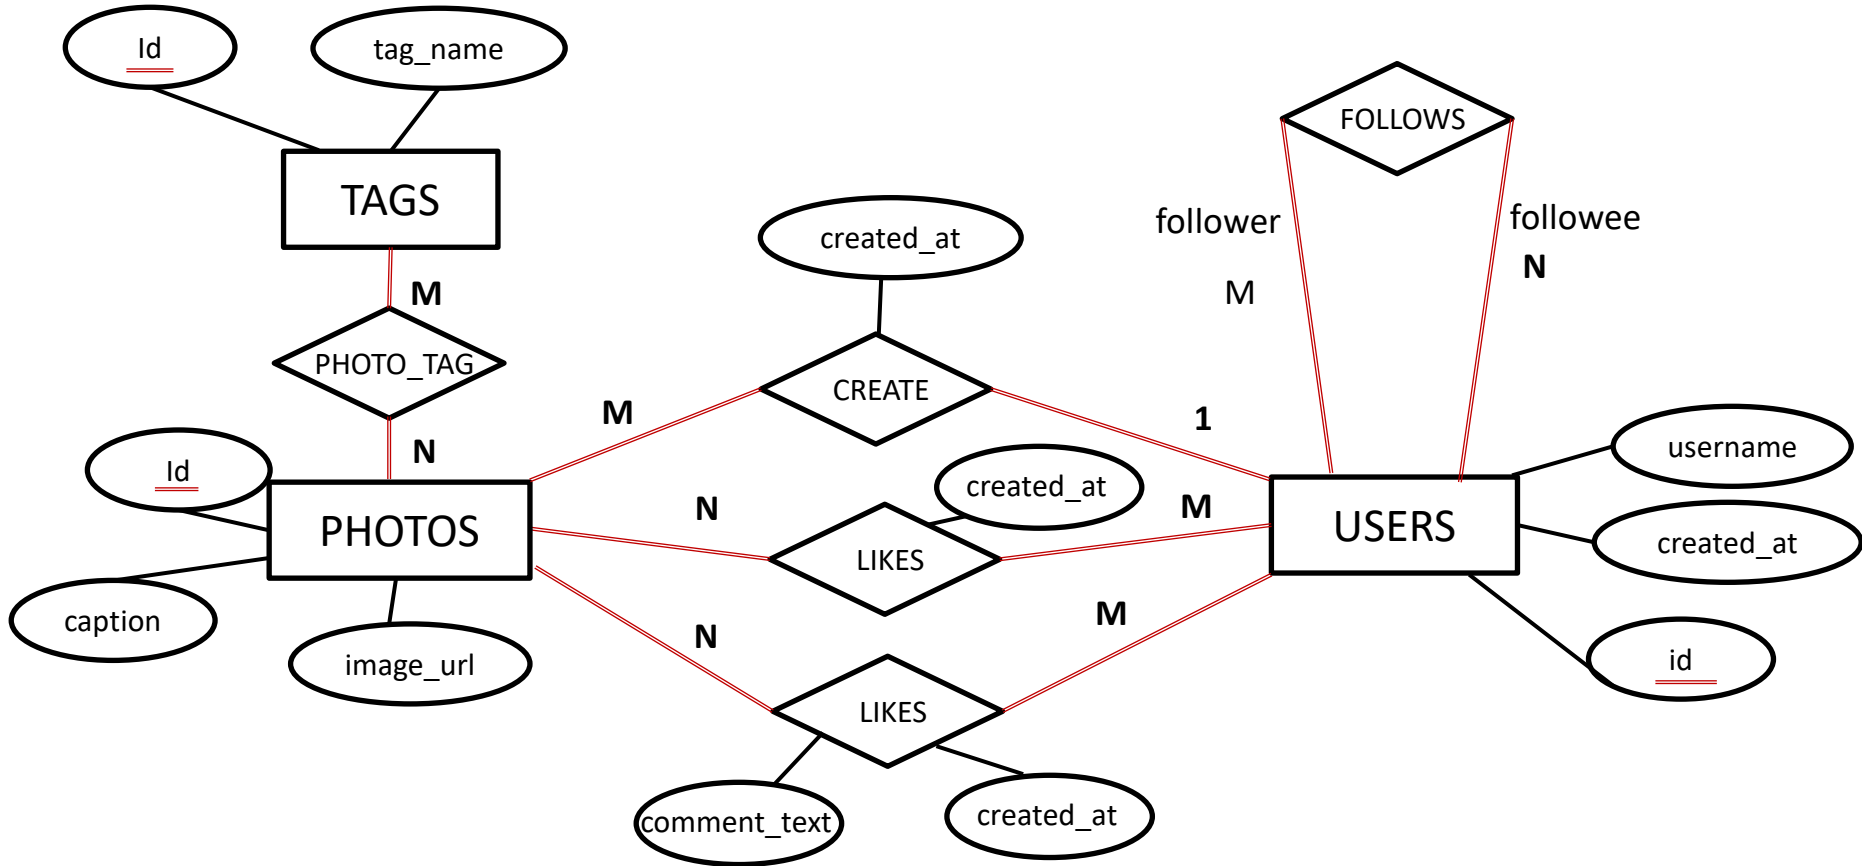 Id
tag_name
FOLLOWS
TAGS
follower
followee
created_at
M
N
M
PHOTO_TAG
CREATE
M
1
N
Id
username
created_at
N
M
PHOTOS
USERS
created_at
LIKES
caption
N
M
image_url
id
LIKES
comment_text
created_at